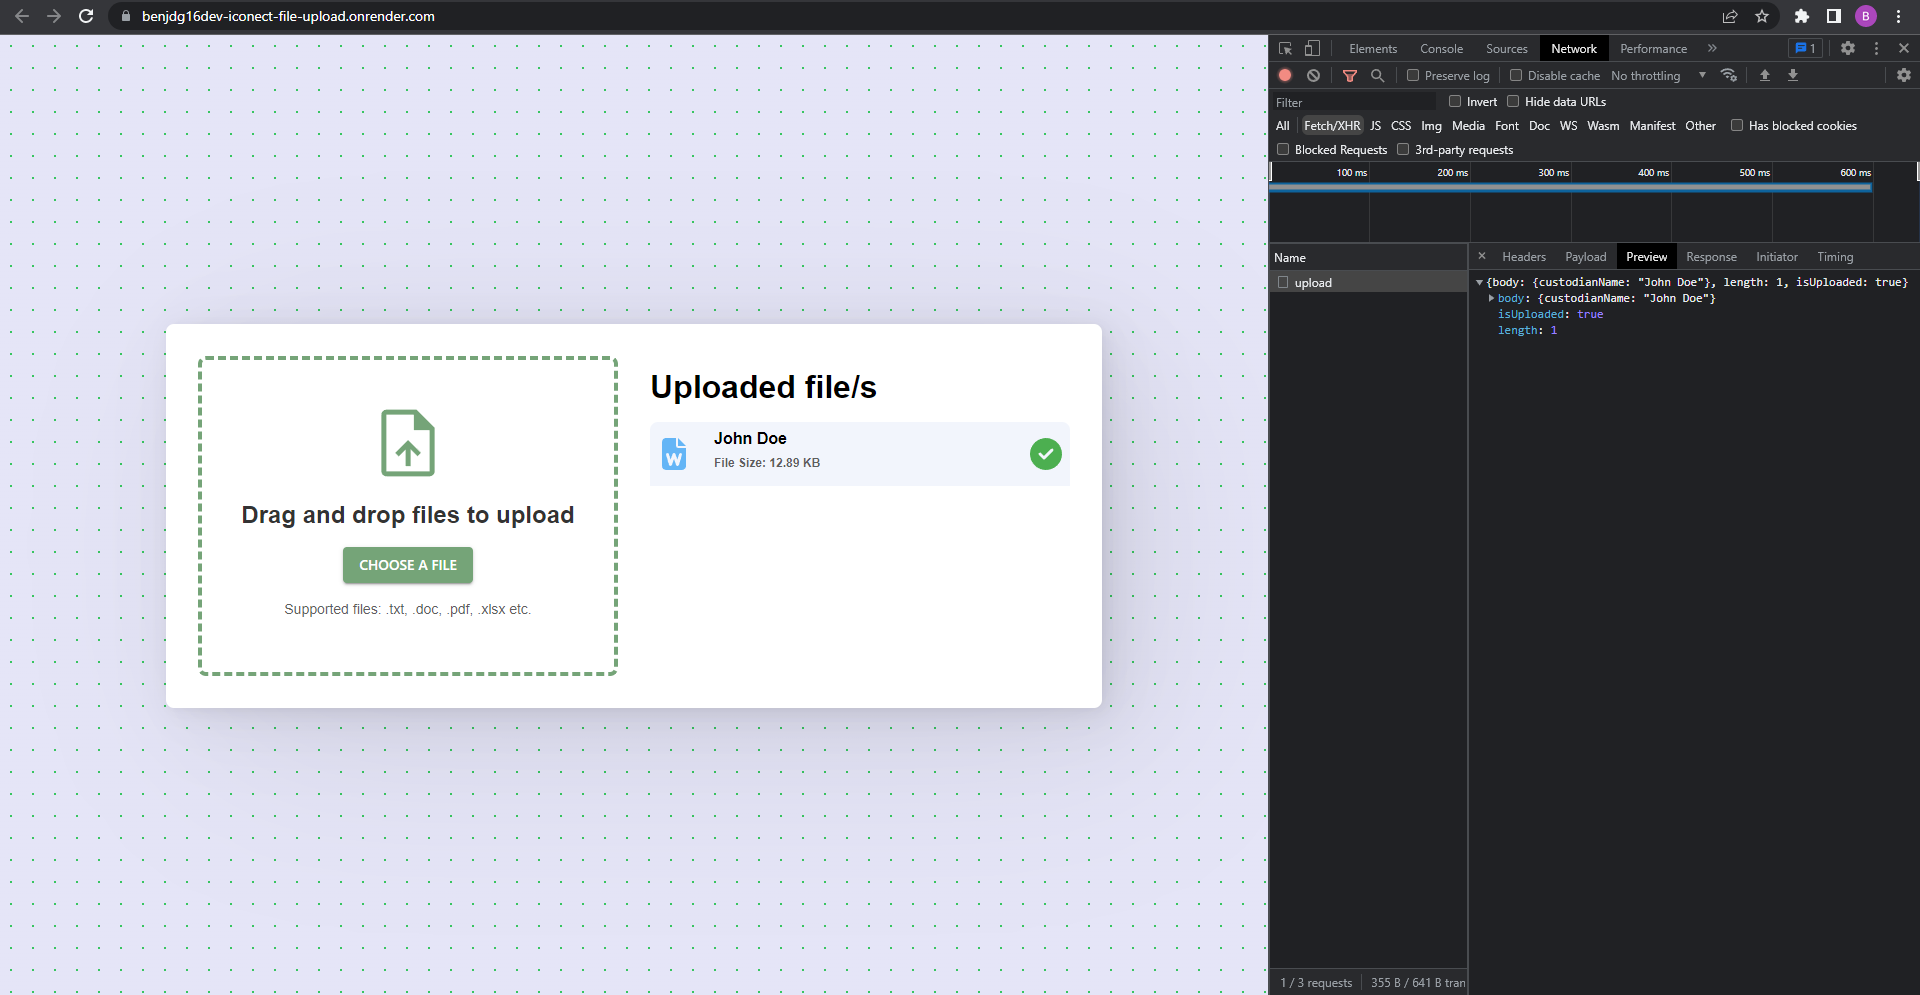 benjdg16dev-iconect-file-upload.onrender.com
B
Elements Console Sources Network Performance » 1
Preserve log Disable cache No throttling
Filter Invert Hide data URLs
All Fetch/XHR JS CSS Img Media Font Doc WS Wasm Manifest Other Has blocked cookies
Blocked Requests 3rd-party requests
100 ms 200 ms 300 ms 400 ms 500 ms 600 ms
Name
upload
Headers Payload Preview Response Initiator Timing
{body: {custodianName: "John Doe"}, length: 1, isUploaded: true}
body: {custodianName: "John Doe"}
isUploaded: true
length: 1
1 / 3 requests 355 B / 641 B tran
Drag and drop files to upload
CHOOSE A FILE
Supported files: .txt, .doc, .pdf, .xlsx etc.
Uploaded file/s
W
John Doe
File Size: 12.89 KB